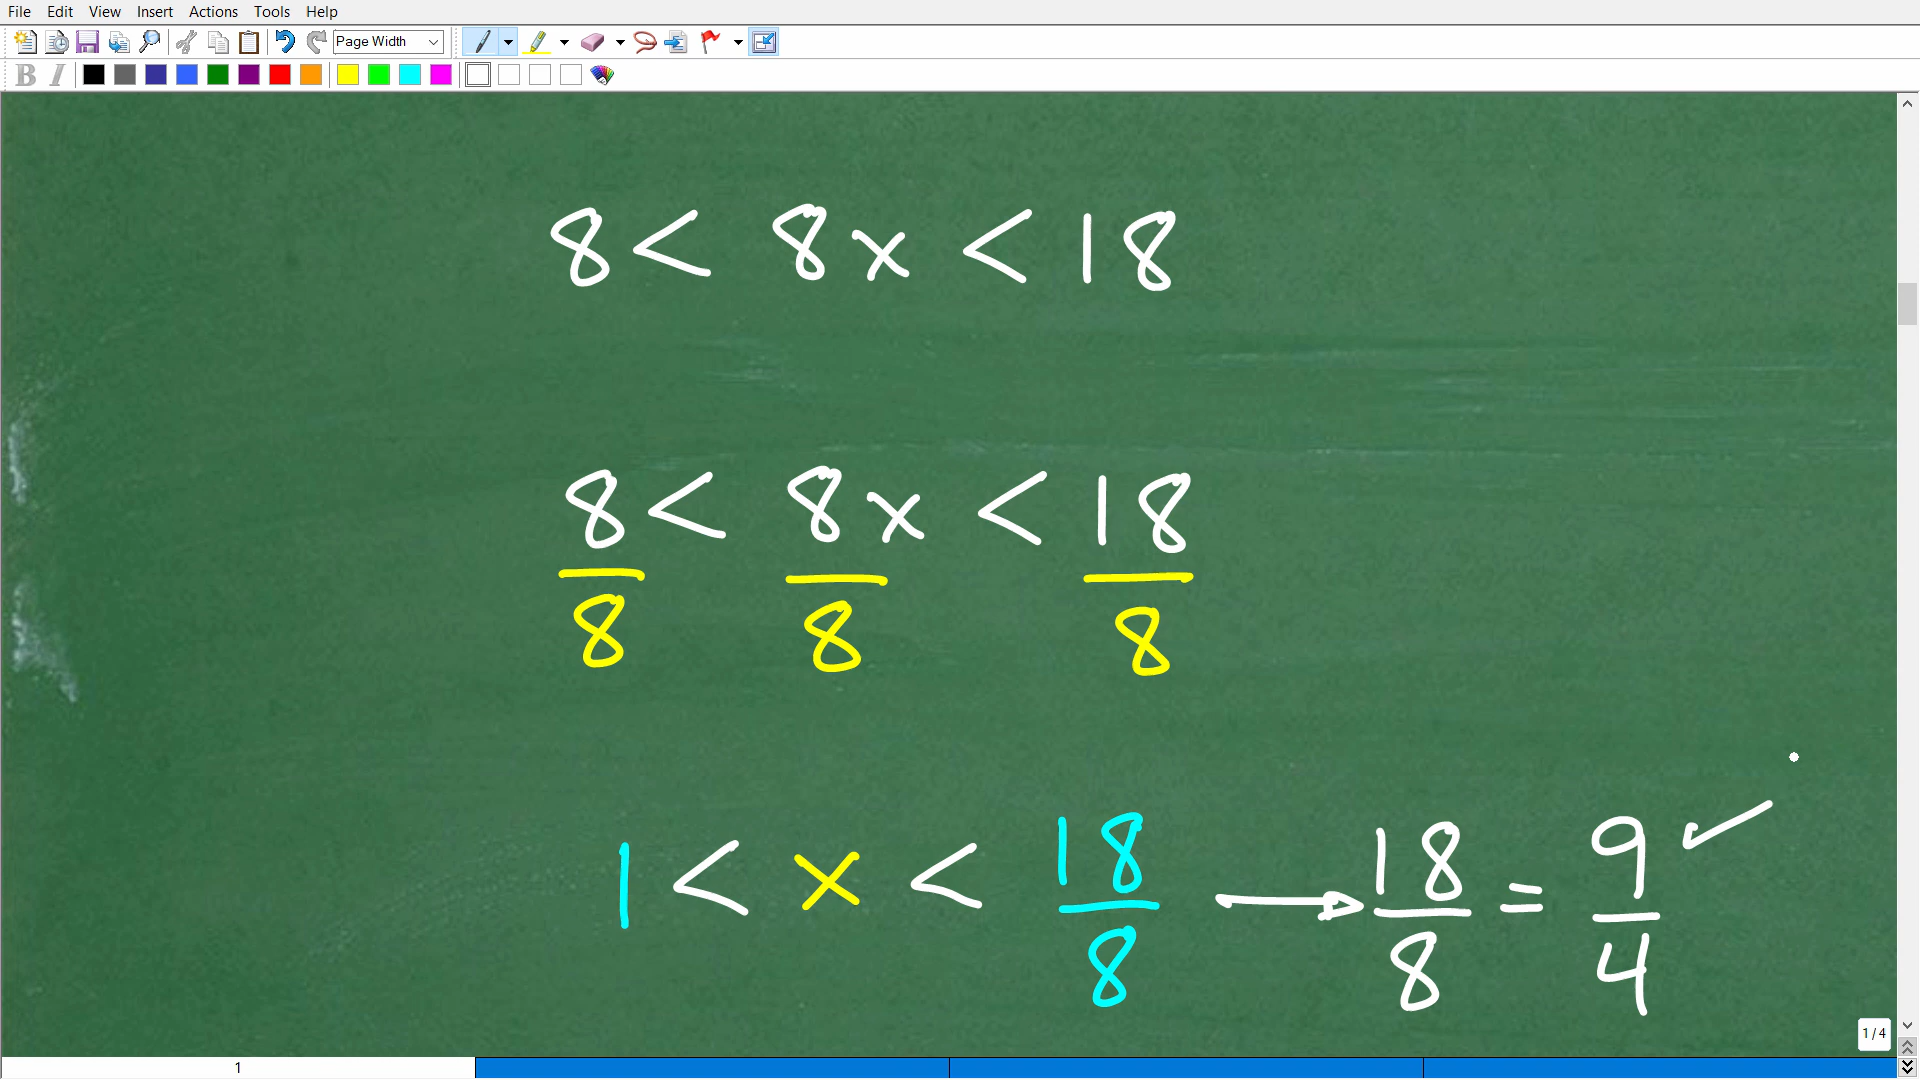 File Edit View Insert Actions Tools Help
Page Width
B I
8 < 8x < 18
8 < 8x < 18
8 8 8
1 < x < 18/8 → 18/8 = 9/4 ✓
1/4
1